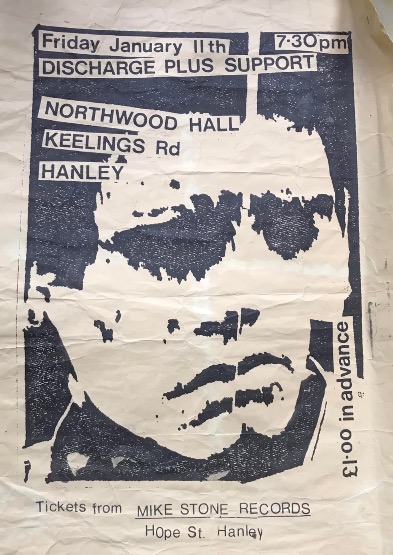 Friday January 11th 7·30pm
DISCHARGE PLUS SUPPORT
NORTHWOOD HALL
KEELINGS Rd
HANLEY
£1·00 in advance
Tickets from MIKE STONE RECORDS
HOpe St. Hanley